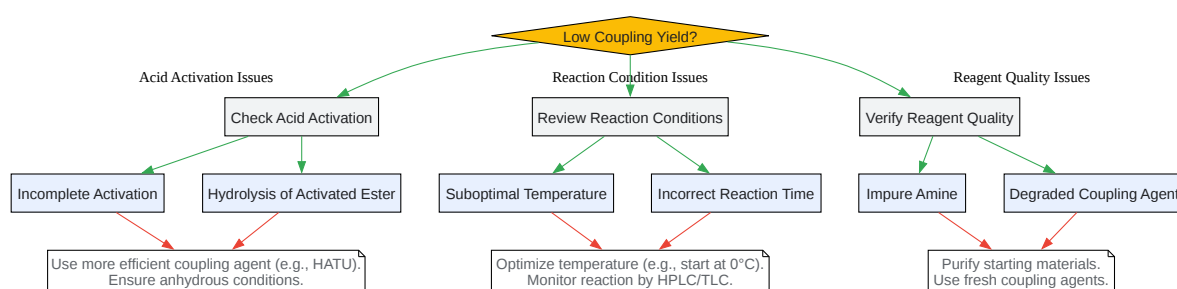 Low Coupling Yield?
Acid Activation Issues
Reaction Condition Issues
Reagent Quality Issues
Check Acid Activation
Review Reaction Conditions
Verify Reagent Quality
Incomplete Activation
Hydrolysis of Activated Ester
Suboptimal Temperature
Incorrect Reaction Time
Impure Amine
Degraded Coupling Agent
Use more efficient coupling agent (e.g., HATU).
Ensure anhydrous conditions.
Optimize temperature (e.g., start at 0°C).
Monitor reaction by HPLC/TLC.
Purify starting materials.
Use fresh coupling agents.